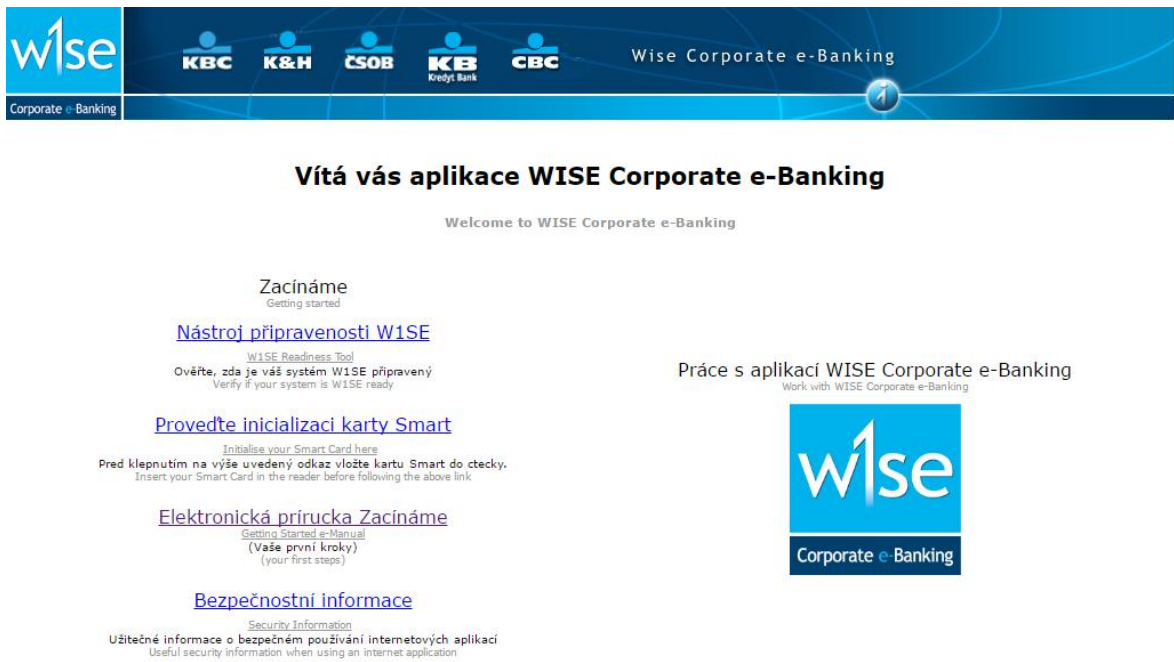 w1se
Corporate e-Banking
KBC
K&H
ČSOB
KB
Kredyt Bank
CBC
Wise Corporate e-Banking
Vítá vás aplikace WISE Corporate e-Banking
Welcome to WISE Corporate e-Banking
Zacínáme
Getting started
Nástroj připravenosti W1SE
W1SE Readiness Tool
Ověřte, zda je váš systém W1SE připravený
Verify if your system is W1SE ready
Proveďte inicializaci karty Smart
Initialise your Smart Card here
Pred klepnutím na výše uvedený odkaz vložte kartu Smart do ctecky.
Insert your Smart Card in the reader before following the above link
Elektronická prírucka Zacínáme
Getting Started e-Manual
(Vaše první kroky)
(your first steps)
Bezpečnostní informace
Security Information
Užitečné informace o bezpečném používání internetových aplikací
Useful security information when using an internet application
Práce s aplikací WISE Corporate e-Banking
Work with WISE Corporate e-Banking
w1se
Corporate e-Banking